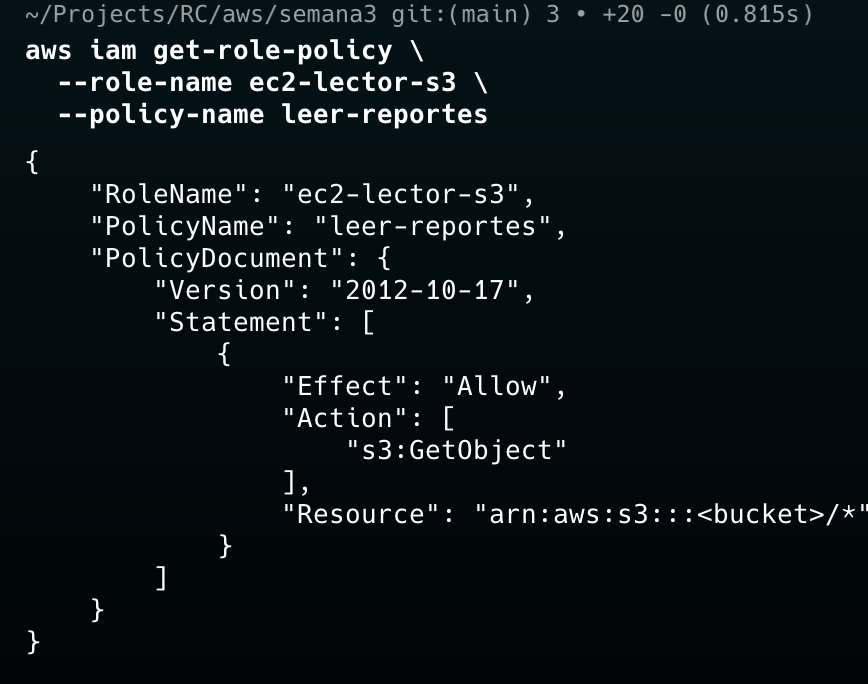 ~/Projects/RC/aws/semana3 git:(main) 3 • +20 -0 (0.815s)
aws iam get-role-policy \
  --role-name ec2-lector-s3 \
  --policy-name leer-reportes
{
    "RoleName": "ec2-lector-s3",
    "PolicyName": "leer-reportes",
    "PolicyDocument": {
        "Version": "2012-10-17",
        "Statement": [
            {
                "Effect": "Allow",
                "Action": [
                    "s3:GetObject"
                ],
                "Resource": "arn:aws:s3:::<bucket>/*"
            }
        ]
    }
}